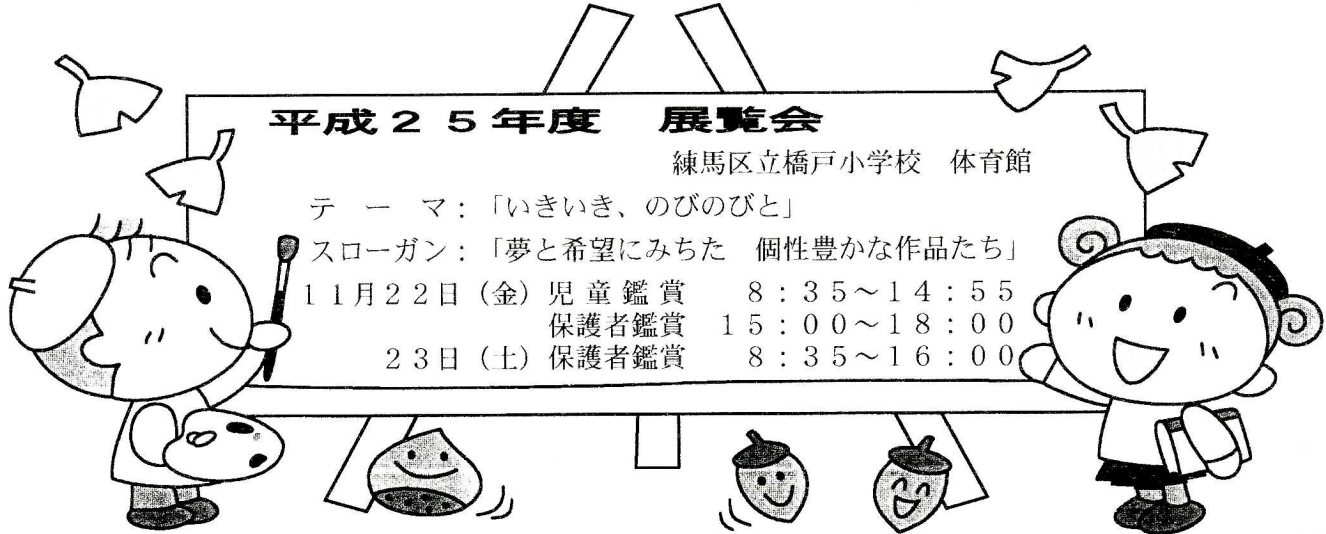 平成２５年度　展覧会
練馬区立橋戸小学校　体育館
テ　ー　マ：「いきいき、のびのびと」
スローガン：「夢と希望にみちた　個性豊かな作品たち」
１１月２２日（金）児 童 鑑 賞　８：３５～１４：５５
保護者鑑賞　１５：００～１８：００
２３日（土）保護者鑑賞　８：３５～１６：００